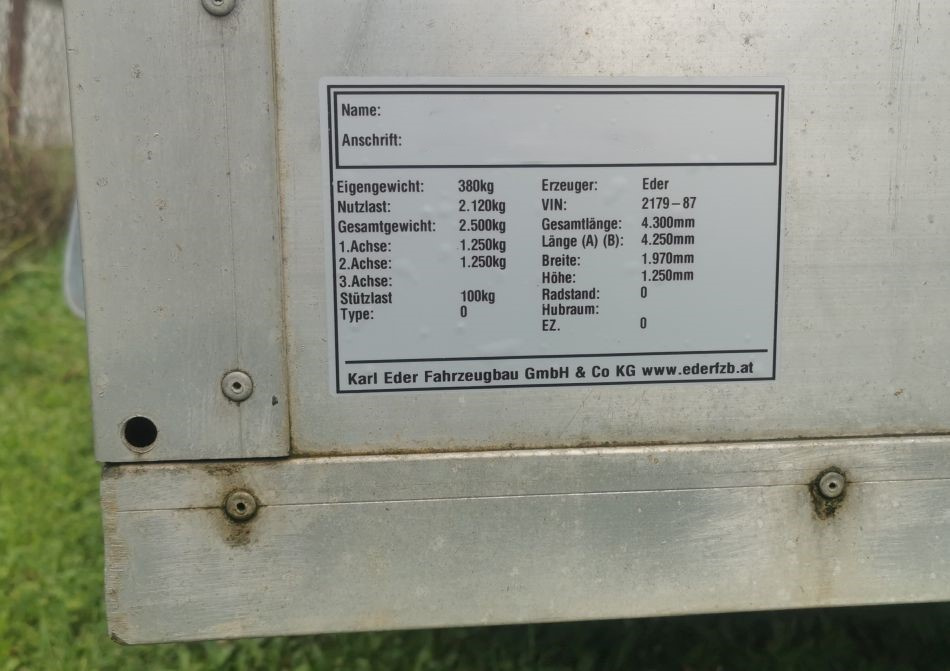 Name:
Anschrift:
Eigengewicht: 380kg Erzeuger: Eder
Nutzlast: 2.120kg VIN: 2179-87
Gesamtgewicht: 2.500kg Gesamtlänge: 4.300mm
1.Achse: 1.250kg Länge (A) (B): 4.250mm
2.Achse: 1.250kg Breite: 1.970mm
3.Achse: Höhe: 1.250mm
Stützlast 100kg Radstand: 0
Type: 0 Hubraum:
EZ. 0
Karl Eder Fahrzeugbau GmbH & Co KG www.ederfzb.at